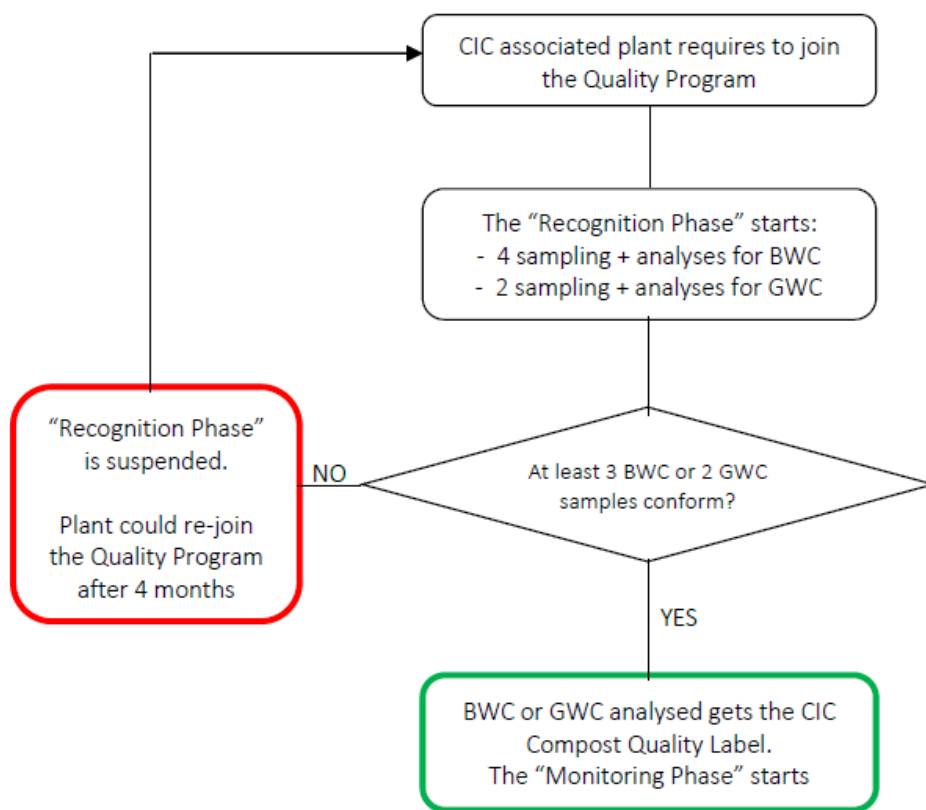 CIC associated plant requires to join
the Quality Program
The “Recognition Phase” starts:
- 4 sampling + analyses for BWC
- 2 sampling + analyses for GWC
“Recognition Phase”
is suspended.
Plant could re-join
the Quality Program
after 4 months
NO
At least 3 BWC or 2 GWC
samples conform?
YES
BWC or GWC analysed gets the CIC
Compost Quality Label.
The “Monitoring Phase” starts